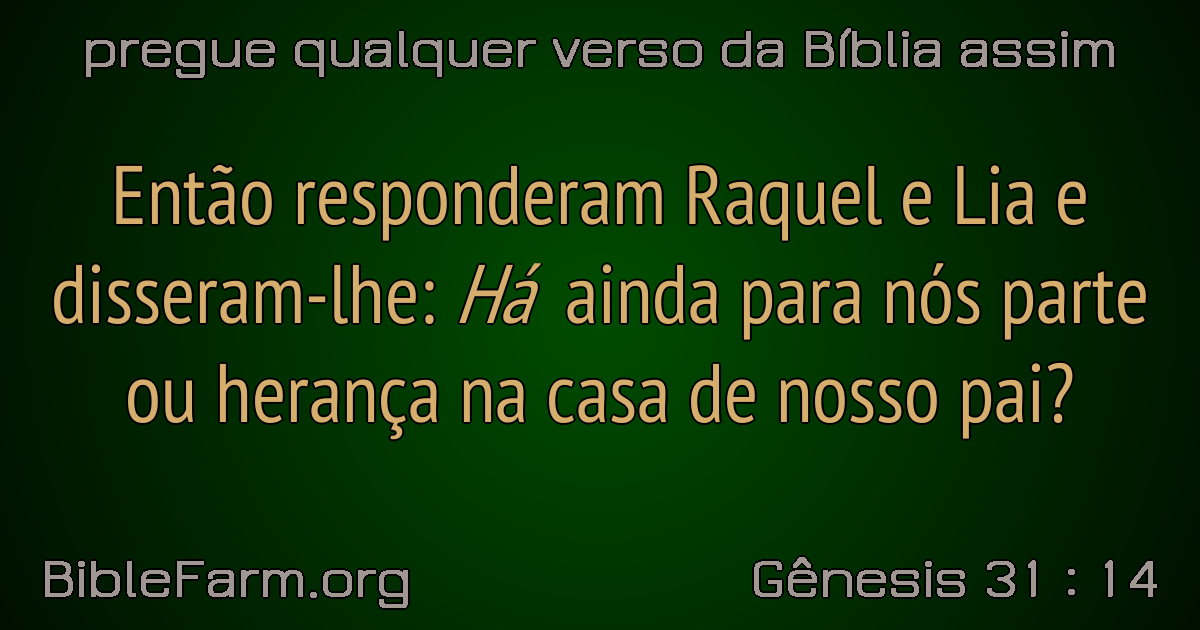 pregue qualquer verso da Bíblia assim
Então responderam Raquel e Lia e
disseram-lhe: Há ainda para nós parte
ou herança na casa de nosso pai?
BibleFarm.org
Gênesis 31 : 14